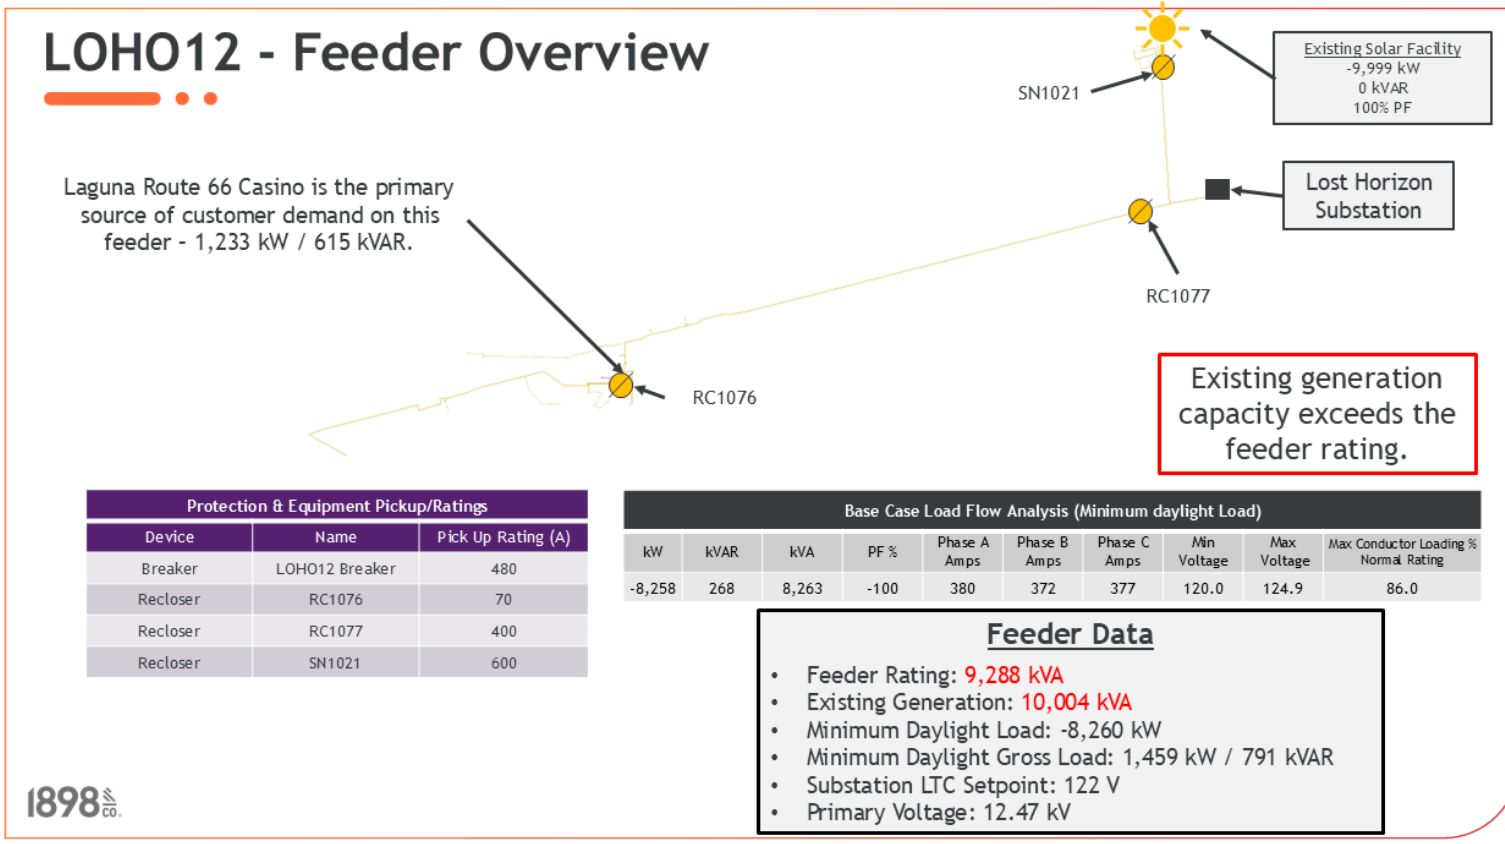 LOHO12 - Feeder Overview
Existing Solar Facility
-9,999 kW
0 kVAR
100% PF
SN1021
Laguna Route 66 Casino is the primary
source of customer demand on this
feeder - 1,233 kW / 615 kVAR.
Lost Horizon
Substation
RC1077
RC1076
Existing generation
capacity exceeds the
feeder rating.
Protection & Equipment Pickup/Ratings
Device Name Pick Up Rating (A)
Breaker LOHO12 Breaker 480
Recloser RC1076 70
Recloser RC1077 400
Recloser SN1021 600
Base Case Load Flow Analysis (Minimum daylight Load)
kW kVAR kVA PF % Phase A Amps Phase B Amps Phase C Amps Min Voltage Max Voltage Max Conductor Loading % Normal Rating
-8,258 268 8,263 -100 380 372 377 120.0 124.9 86.0
Feeder Data
• Feeder Rating: 9,288 kVA
• Existing Generation: 10,004 kVA
• Minimum Daylight Load: -8,260 kW
• Minimum Daylight Gross Load: 1,459 kW / 791 kVAR
• Substation LTC Setpoint: 122 V
• Primary Voltage: 12.47 kV
1898 & CO.